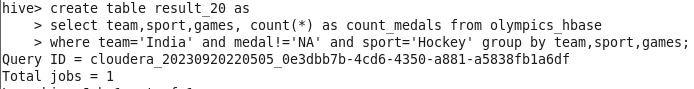 hive> create table result_20 as
    > select team,sport,games, count(*) as count_medals from olympics_hbase
    > where team='India' and medal!='NA' and sport='Hockey' group by team,sport,games;
Query ID = cloudera_20230920220505_0e3dbb7b-4cd6-4350-a881-a5838fb1a6df
Total jobs = 1